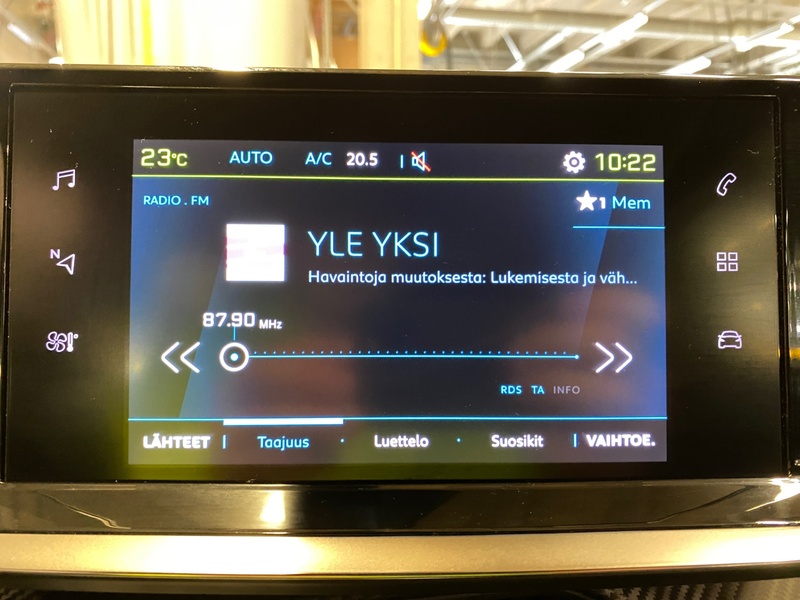 23°C AUTO A/C 20.5 10:22
RADIO . FM
1 Mem
YLE YKSI
Havaintoja muutoksesta: Lukemisesta ja väh...
87.90 MHz
RDS TA INFO
LÄHTEET Taajuus Luettelo Suosikit VAIHTOE.
N